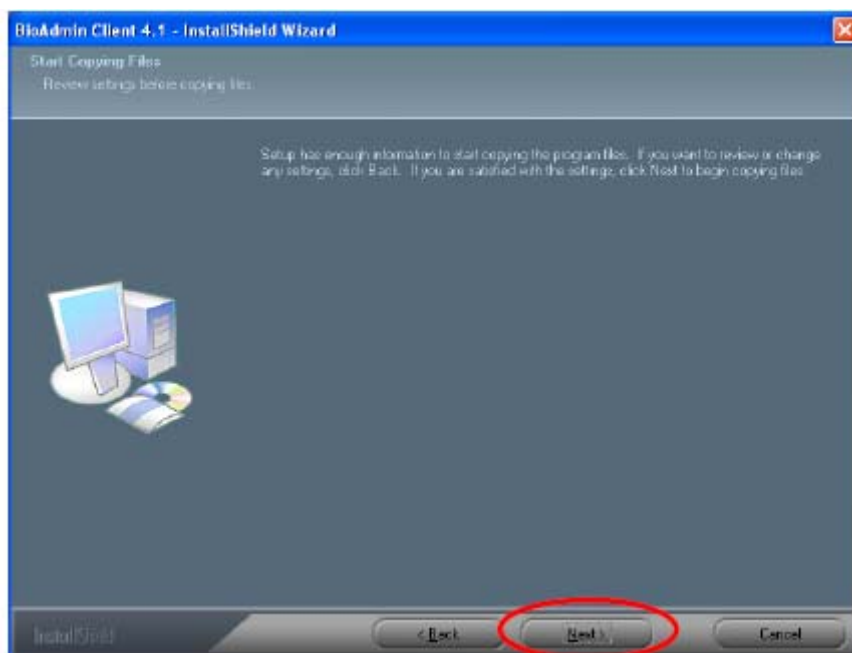 BioAdmin Client 4.1 - InstallShield Wizard
Start Copying Files
Review settings before copying files.
Setup has enough information to start copying the program files. If you want to review or change
any settings, click Back. If you are satisfied with the settings, click Next to begin copying files.
InstallShield
< Back
Next >
Cancel